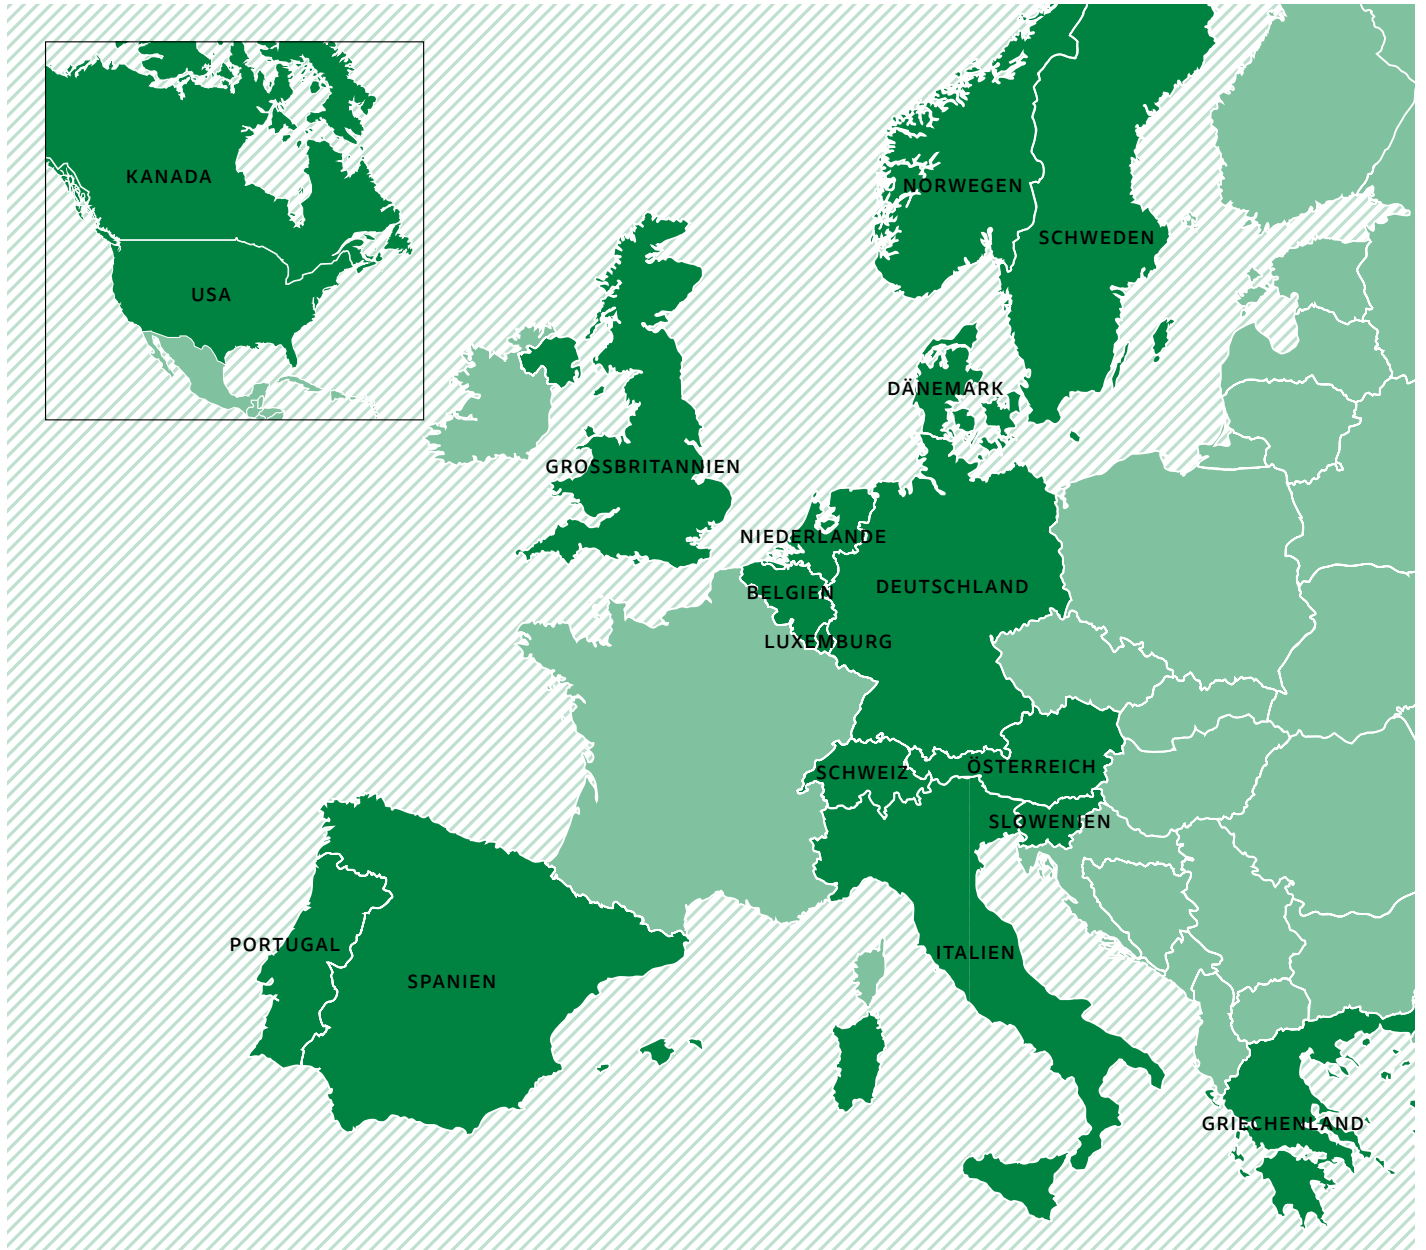 KANADA
USA
NORWEGEN
SCHWEDEN
DÄNEMARK
GROSSBRITANNIEN
NIEDERLANDE
DEUTSCHLAND
BELGIEN
LUXEMBURG
SCHWEIZ
ÖSTERREICH
SLOWENIEN
PORTUGAL
SPANIEN
ITALIEN
GRIECHENLAND